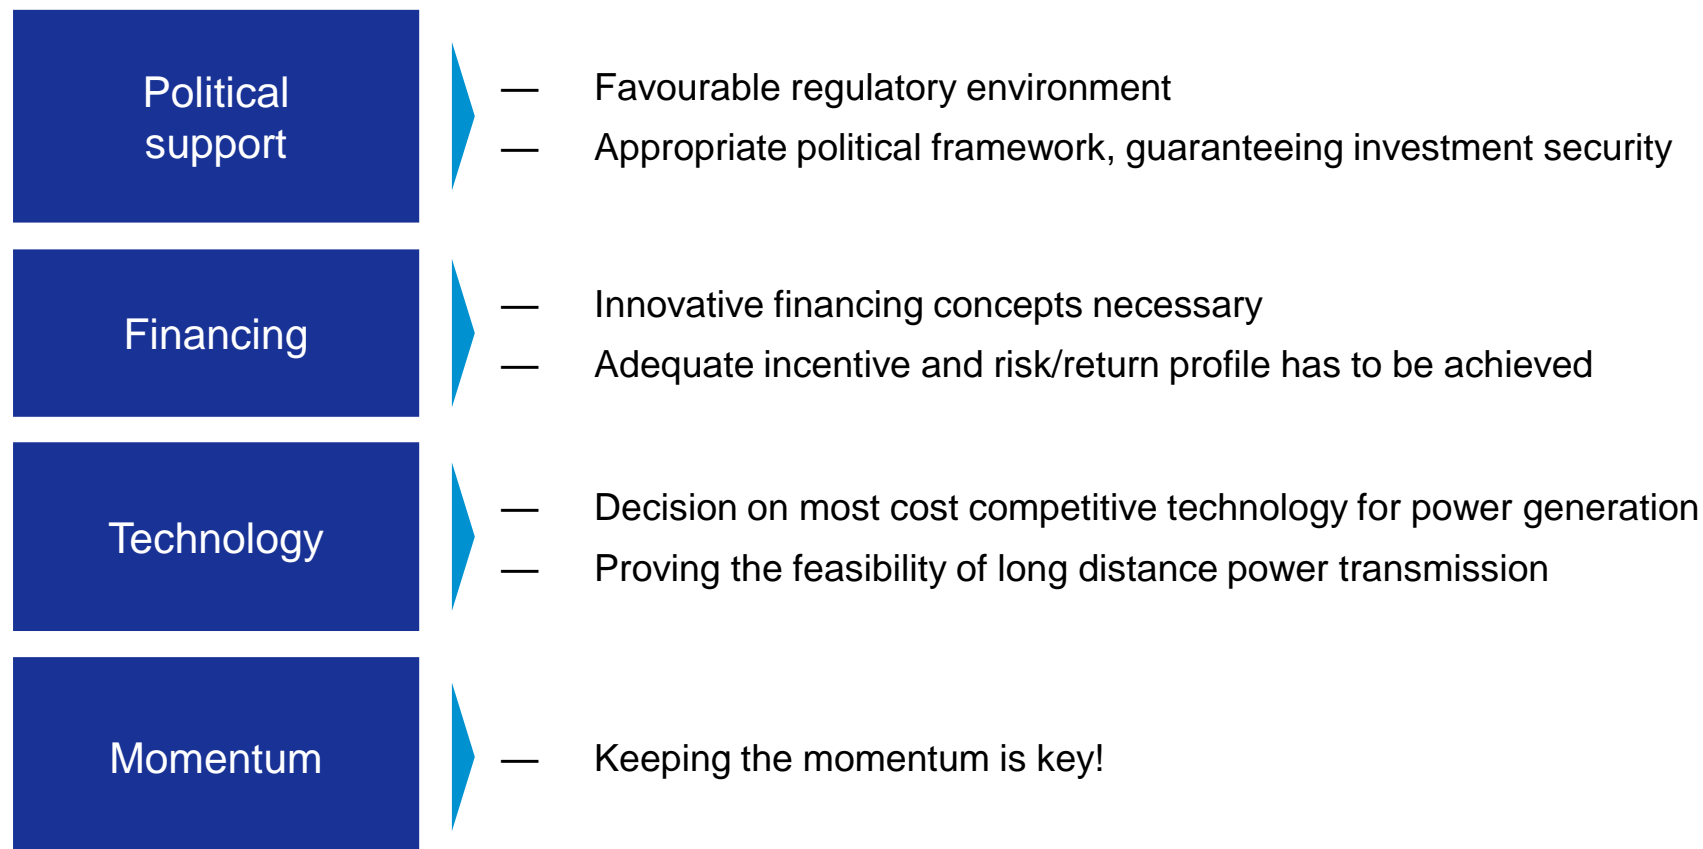 Political
support
— Favourable regulatory environment
— Appropriate political framework, guaranteeing investment security
Financing
— Innovative financing concepts necessary
— Adequate incentive and risk/return profile has to be achieved
Technology
— Decision on most cost competitive technology for power generation
— Proving the feasibility of long distance power transmission
Momentum
— Keeping the momentum is key!